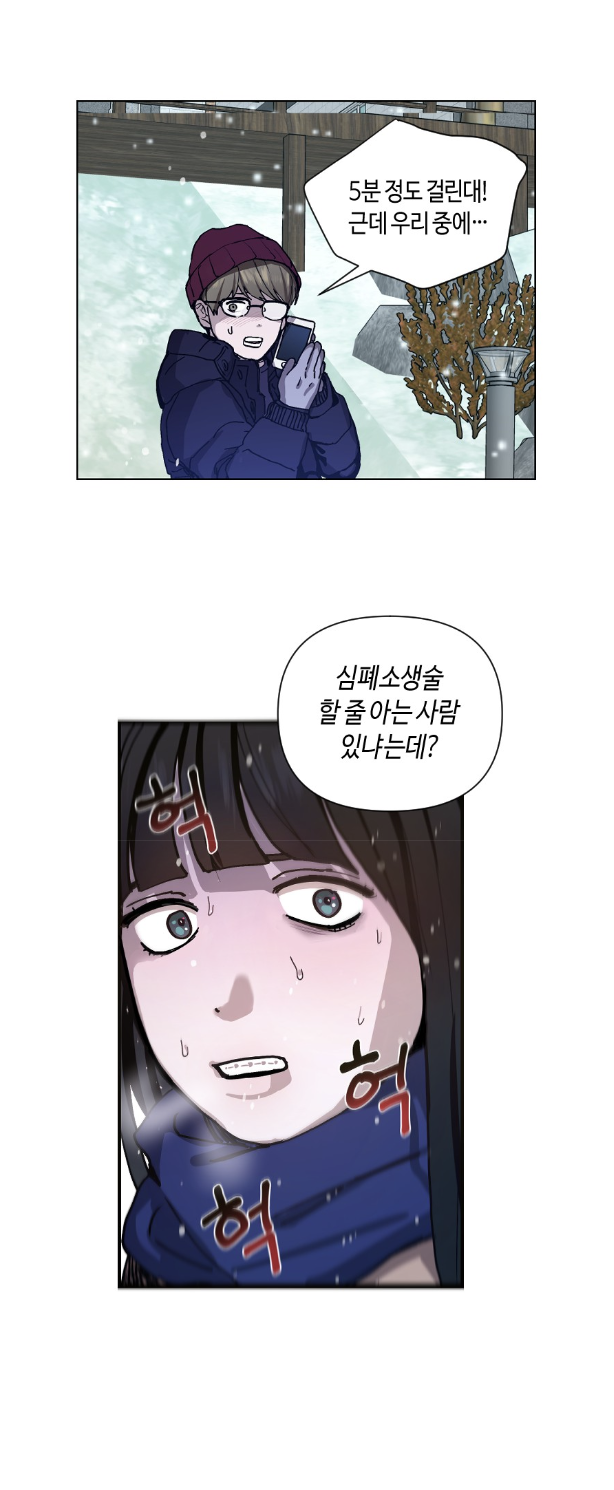 5분 정도 걸린대!
근데 우리 중에…
심폐소생술
할 줄 아는 사람
있냐는데?
헉
헉
헉